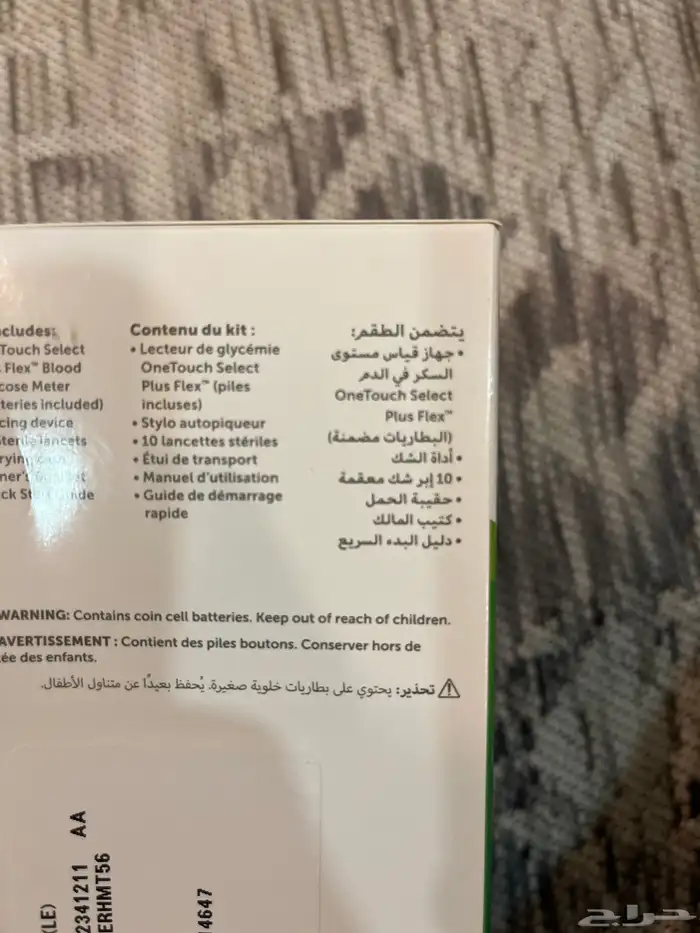 cludes:
Touch Select
Flex™ Blood
cose Meter
teries included)
cing device
lancets
Contenu du kit :
• Lecteur de glycémie
OneTouch Select
Plus Flex™ (piles
incluses)
• Stylo autopiqueur
• 10 lancettes stériles
• Étui de transport
• Manuel d'utilisation
• Guide de démarrage
rapide
يتضمن الطقم:
• جهاز قياس مستوى
السكر في الدم
OneTouch Select
Plus Flex™
(البطاريات مضمنة)
• أداة الشك
• 10 إبر شك معقمة
• حقيبة الحمل
• كتيب المالك
• دليل البدء السريع
WARNING: Contains coin cell batteries. Keep out of reach of children.
AVERTISSEMENT : Contient des piles boutons. Conserver hors de
ée des enfants.
تحذير: يحتوي على بطاريات خلوية صغيرة. يُحفظ بعيدًا عن متناول الأطفال.
(LE)
2341211 AA
ERHMT56
14647
حراج